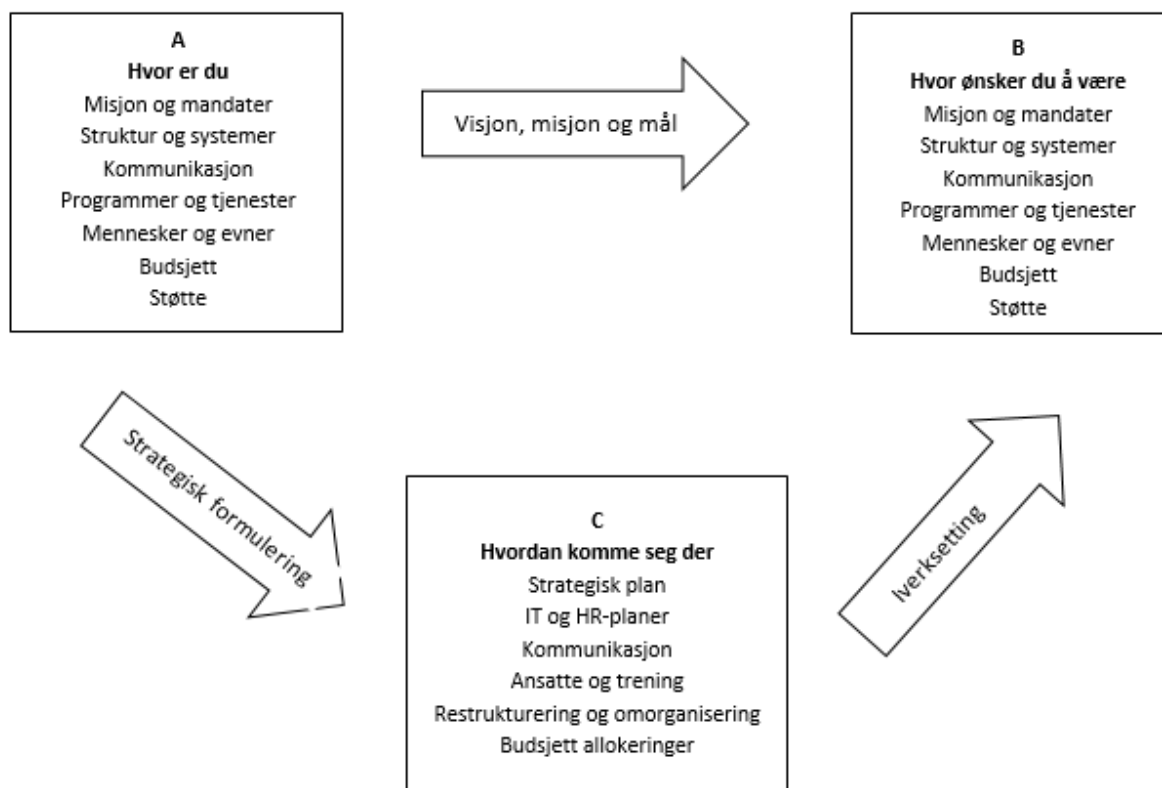 A
Hvor er du
Misjon og mandater
Struktur og systemer
Kommunikasjon
Programmer og tjenester
Mennesker og evner
Budsjett
Støtte
Visjon, misjon og mål
B
Hvor ønsker du å være
Misjon og mandater
Struktur og systemer
Kommunikasjon
Programmer og tjenester
Mennesker og evner
Budsjett
Støtte
Strategisk formulering
C
Hvordan komme seg der
Strategisk plan
IT og HR-planer
Kommunikasjon
Ansatte og trening
Restrukturering og omorganisering
Budsjett allokeringer
Iverksetting